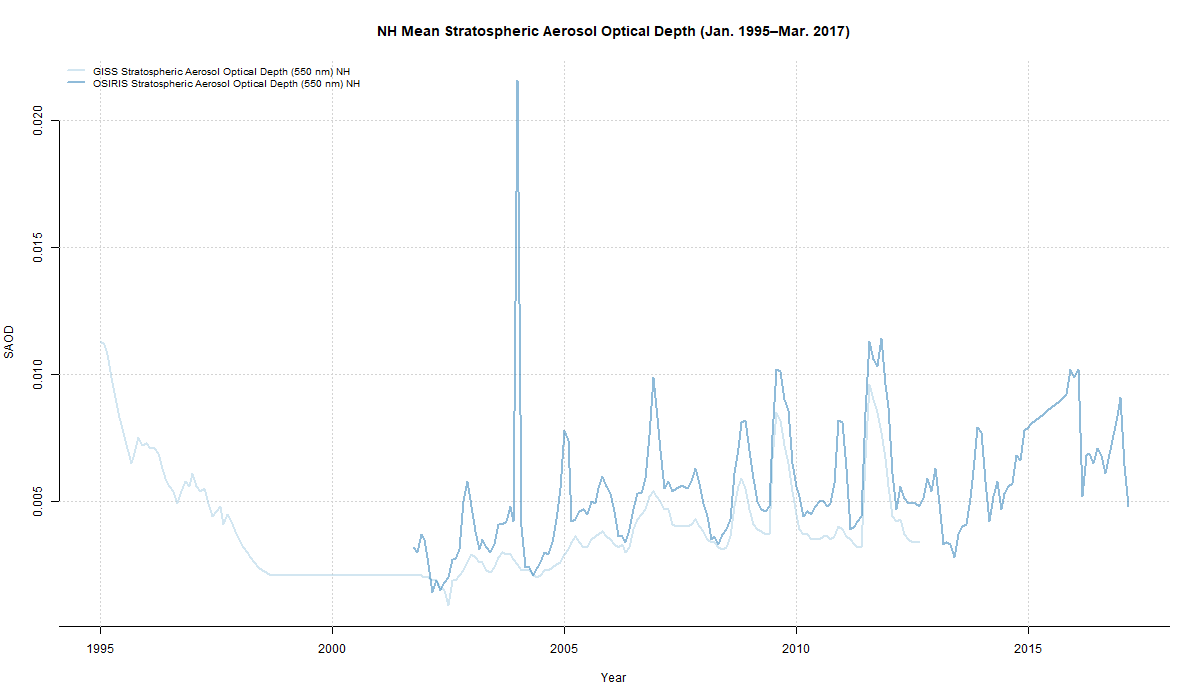 NH Mean Stratospheric Aerosol Optical Depth (Jan. 1995–Mar. 2017)
GISS Stratospheric Aerosol Optical Depth (550 nm) NH
OSIRIS Stratospheric Aerosol Optical Depth (550 nm) NH
0.020
0.015
0.010
0.005
SAOD
1995 2000 2005 2010 2015
Year